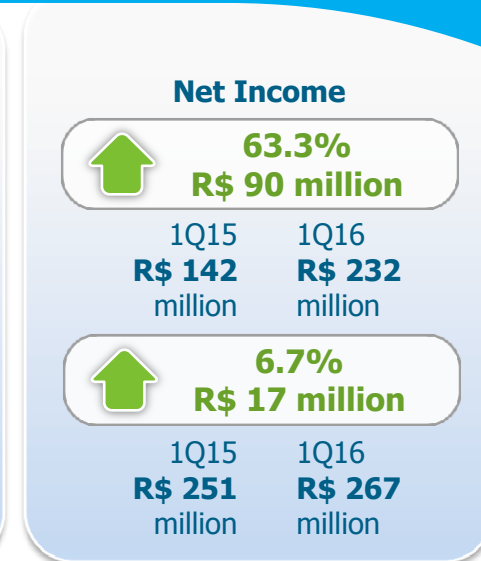 Net Income
63.3%
R$ 90 million
1Q15 1Q16
R$ 142 R$ 232
million million
6.7%
R$ 17 million
1Q15 1Q16
R$ 251 R$ 267
million million